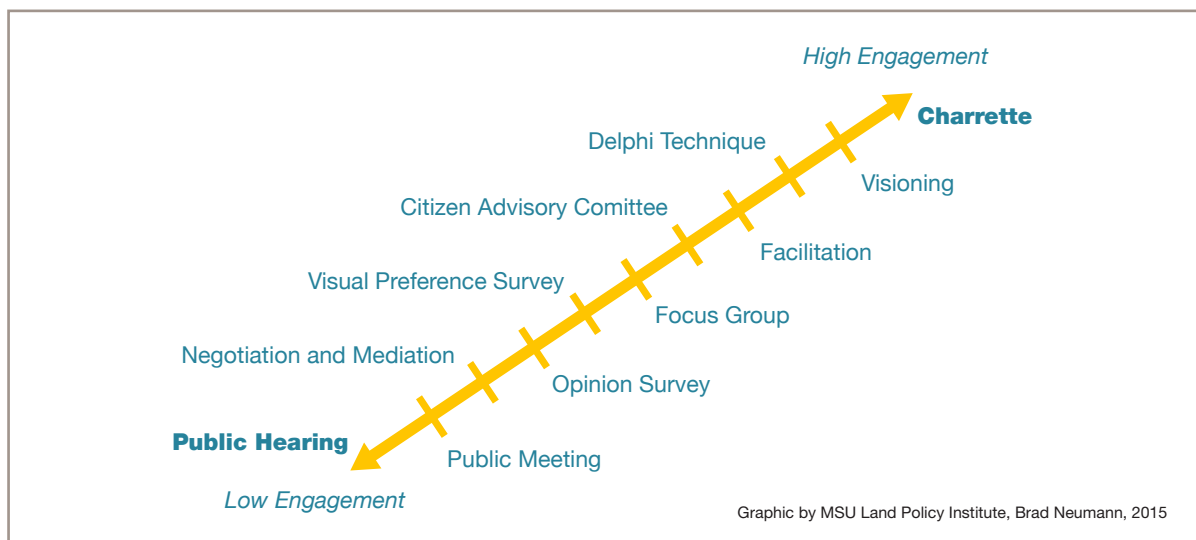 High Engagement
Charrette
Delphi Technique
Visioning
Citizen Advisory Comittee
Facilitation
Visual Preference Survey
Focus Group
Negotiation and Mediation
Opinion Survey
Public Hearing
Public Meeting
Low Engagement
Graphic by MSU Land Policy Institute, Brad Neumann, 2015